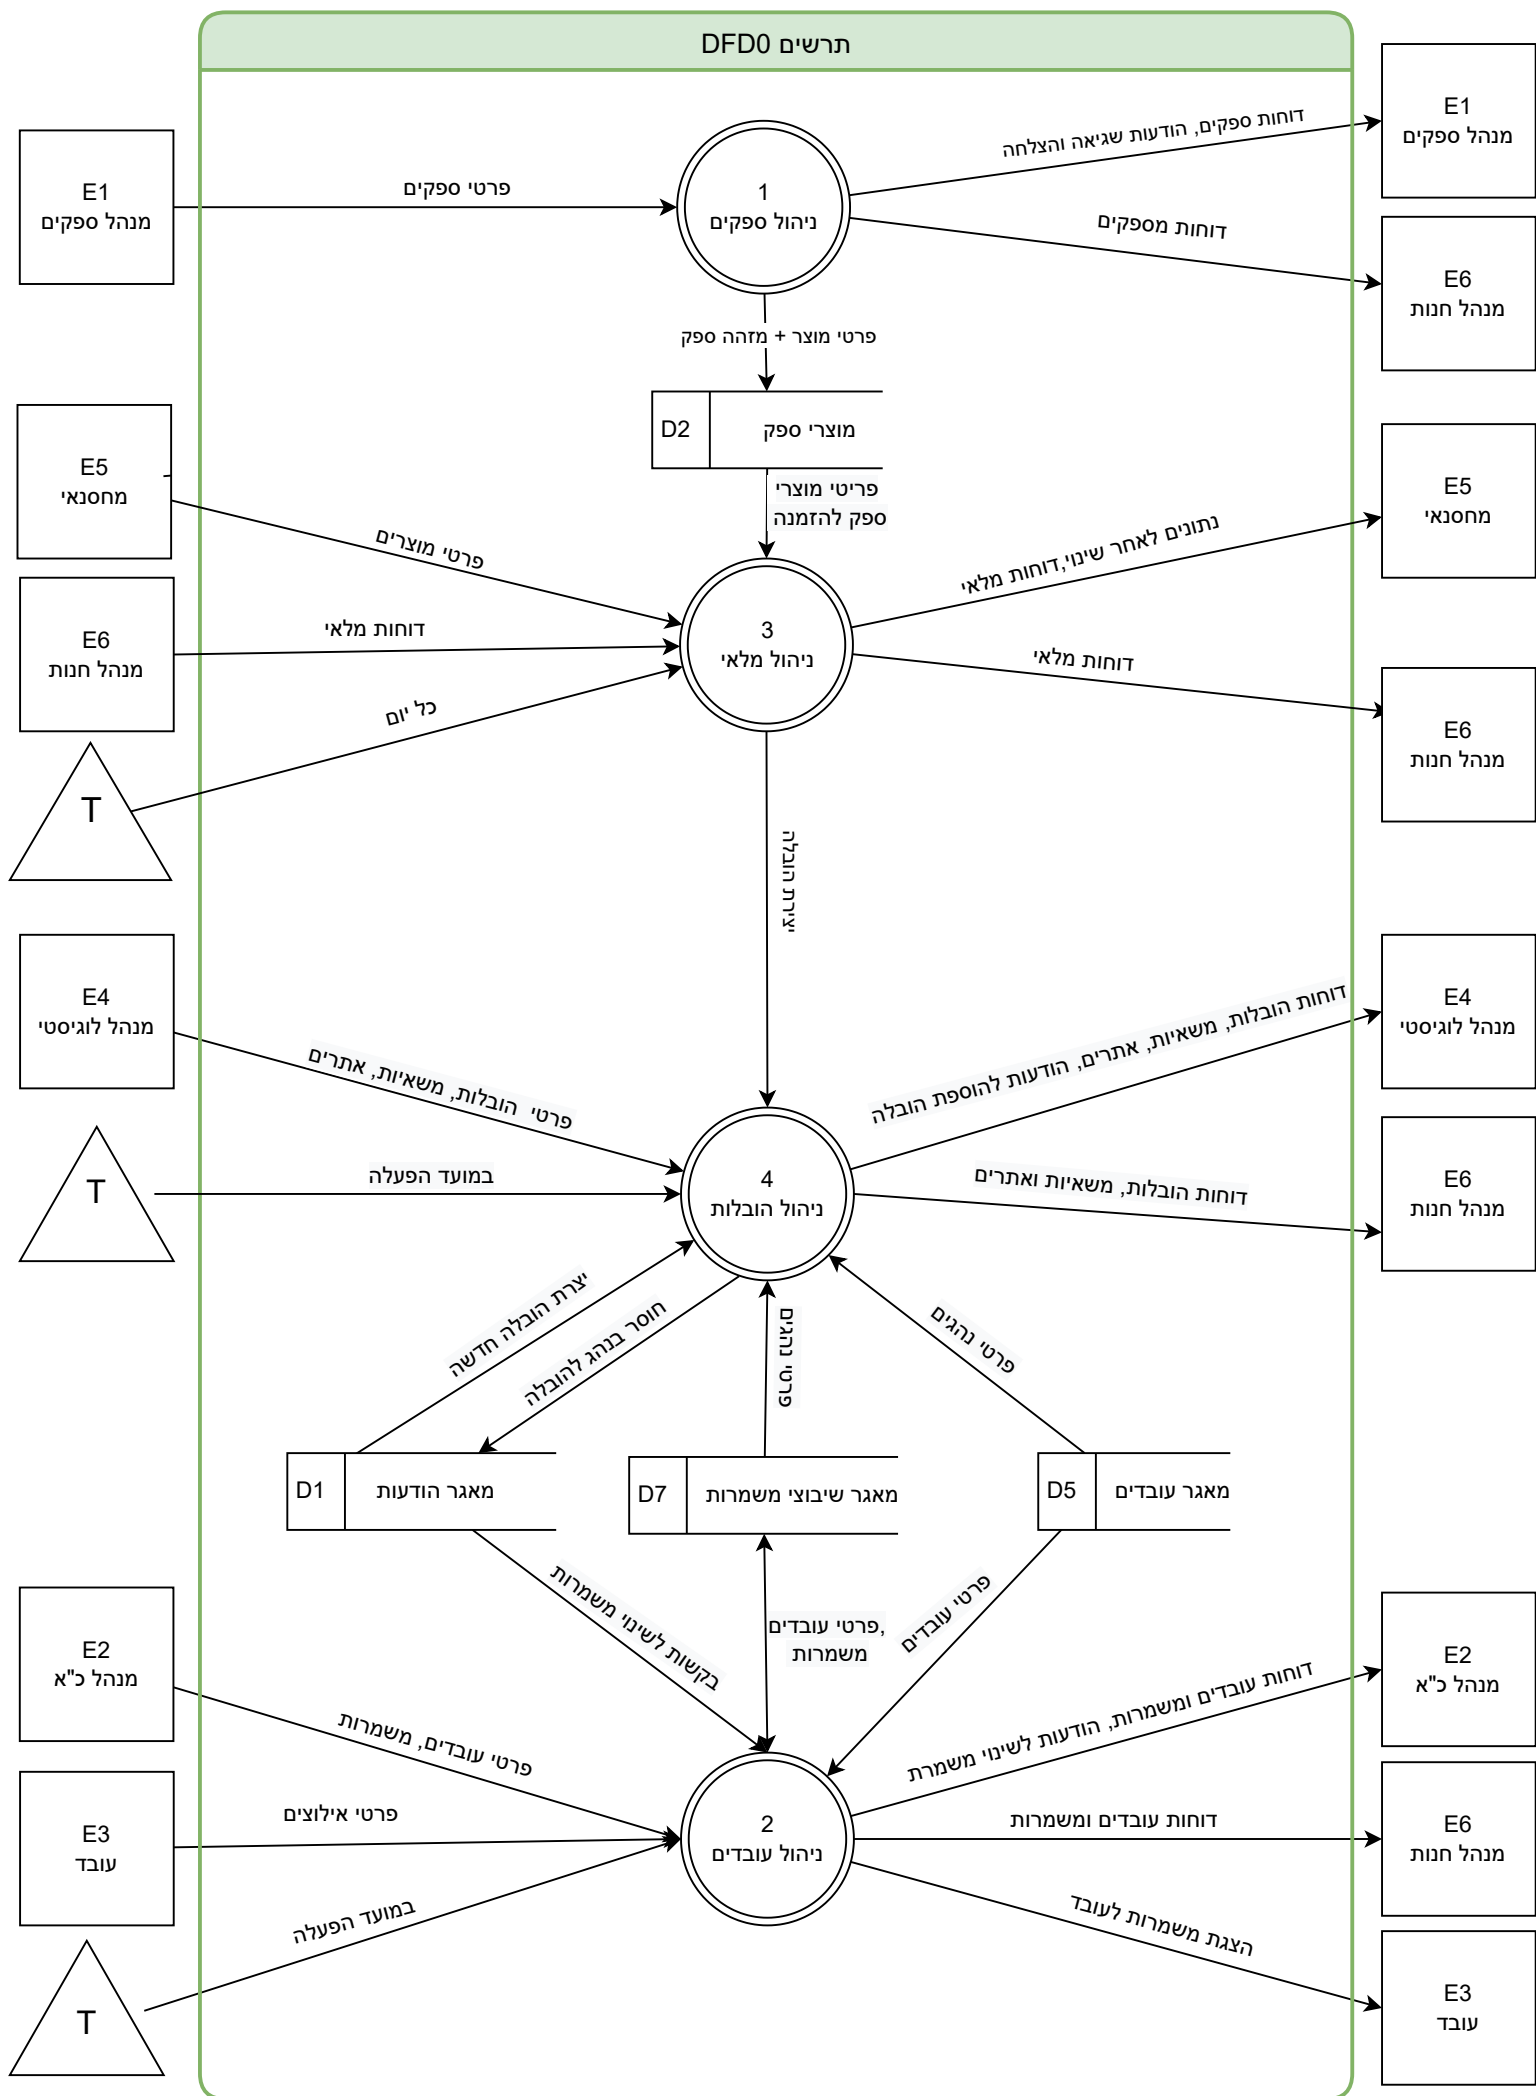 תרשים DFD0
E1
מנהל ספקים
פרטי ספקים
1
ניהול ספקים
דוחות ספקים, הודעות שגיאה והצלחה
E1
מנהל ספקים
דוחות מספקים
E6
מנהל חנות
פרטי מוצר + מזהה ספק
D2
מוצרי ספק
פריטי מוצרי
ספק להזמנה
E5
מחסנאי
פרטי מוצרים
E6
מנהל חנות
דוחות מלאי
T
כל יום
3
ניהול מלאי
נתונים לאחר שינוי,דוחות מלאי
E5
מחסנאי
דוחות מלאי
E6
מנהל חנות
יצירת הובלה
E4
מנהל לוגיסטי
פרטי הובלות, משאיות, אתרים
T
במועד הפעלה
4
ניהול הובלות
דוחות הובלות, משאיות, אתרים, הודעות להוספת הובלה
E4
מנהל לוגיסטי
דוחות הובלות, משאיות ואתרים
E6
מנהל חנות
יצרת הובלה חדשה
חוסר בנהג להובלה
פרטי נהגים
פרטי נהגים
D1
מאגר הודעות
D7
מאגר שיבוצי משמרות
D5
מאגר עובדים
בקשות לשינוי משמרות
פרטי עובדים,
משמרות
פרטי עובדים
E2
מנהל כ"א
פרטי עובדים, משמרות
E3
עובד
פרטי אילוצים
T
במועד הפעלה
2
ניהול עובדים
דוחות עובדים ומשמרות, הודעות לשינוי משמרת
E2
מנהל כ"א
דוחות עובדים ומשמרות
E6
מנהל חנות
הצגת משמרות לעובד
E3
עובד